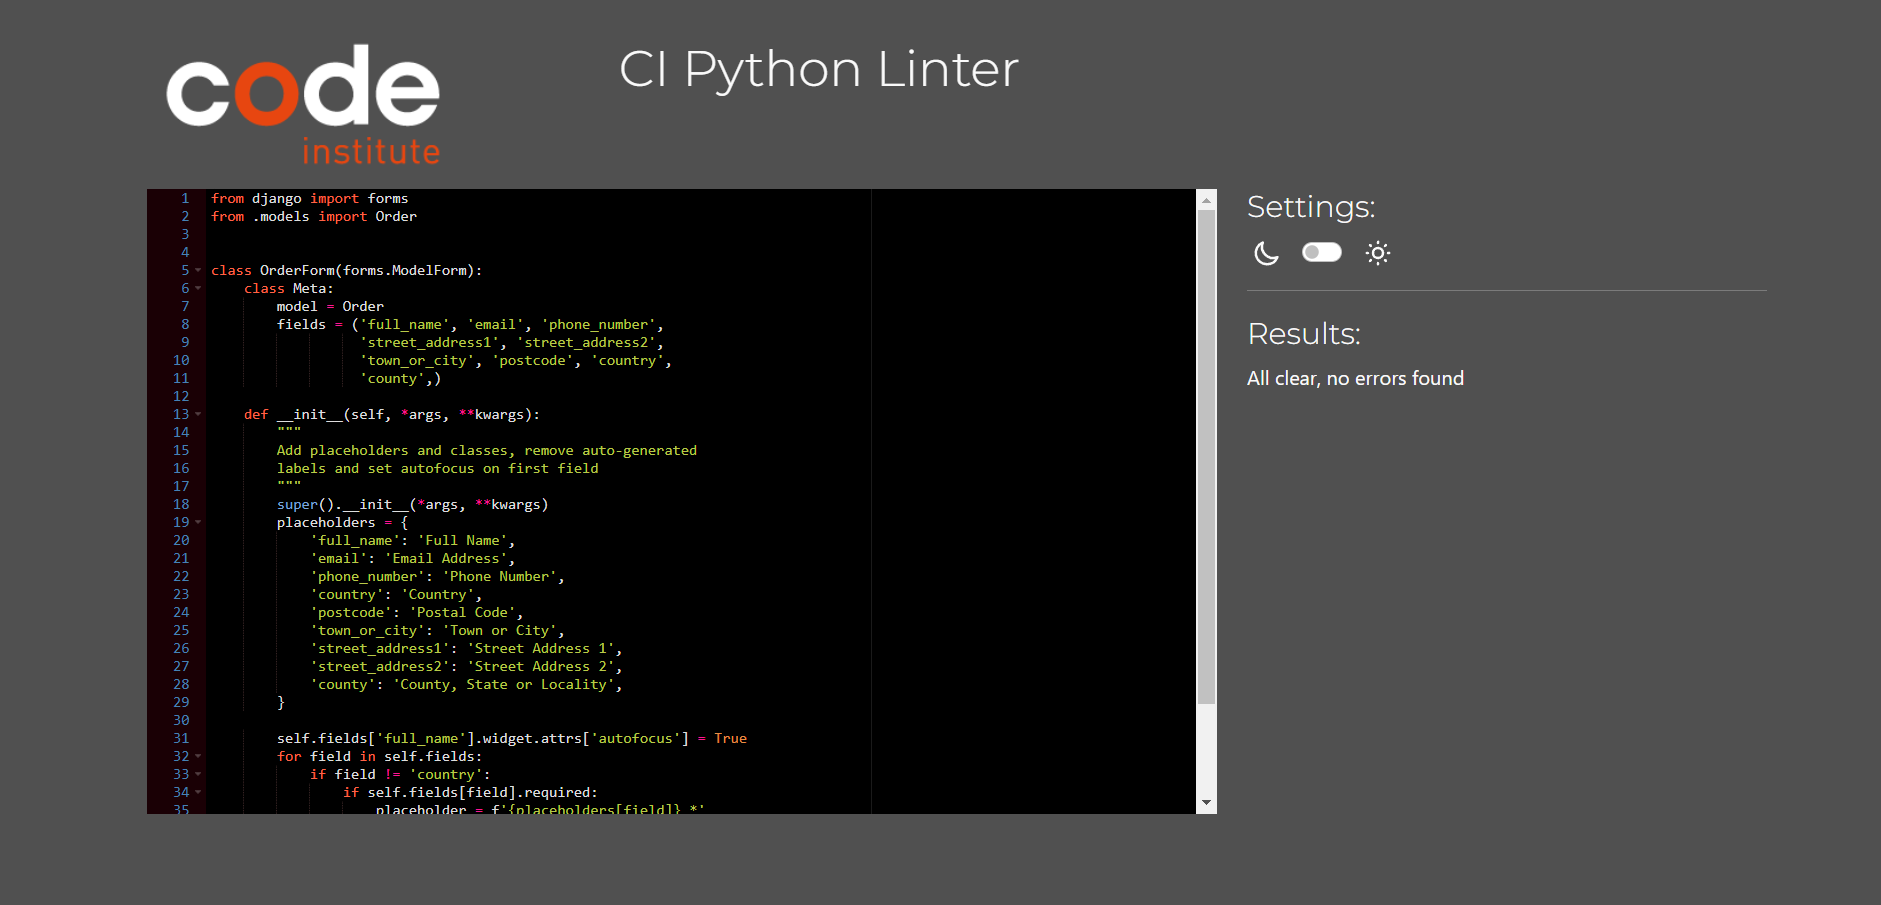 code
institute
CI Python Linter
1 from django import forms
2 from .models import Order
3
4
5 class OrderForm(forms.ModelForm):
6     class Meta:
7         model = Order
8         fields = ('full_name', 'email', 'phone_number',
9                   'street_address1', 'street_address2',
10                   'town_or_city', 'postcode', 'country',
11                   'county',)
12
13     def __init__(self, *args, **kwargs):
14         """
15         Add placeholders and classes, remove auto-generated
16         labels and set autofocus on first field
17         """
18         super().__init__(*args, **kwargs)
19         placeholders = {
20             'full_name': 'Full Name',
21             'email': 'Email Address',
22             'phone_number': 'Phone Number',
23             'country': 'Country',
24             'postcode': 'Postal Code',
25             'town_or_city': 'Town or City',
26             'street_address1': 'Street Address 1',
27             'street_address2': 'Street Address 2',
28             'county': 'County, State or Locality',
29         }
30
31         self.fields['full_name'].widget.attrs['autofocus'] = True
32         for field in self.fields:
33             if field != 'country':
34                 if self.fields[field].required:
35                     placeholder = f'{placeholders[field]} *'
Settings:
Results:
All clear, no errors found